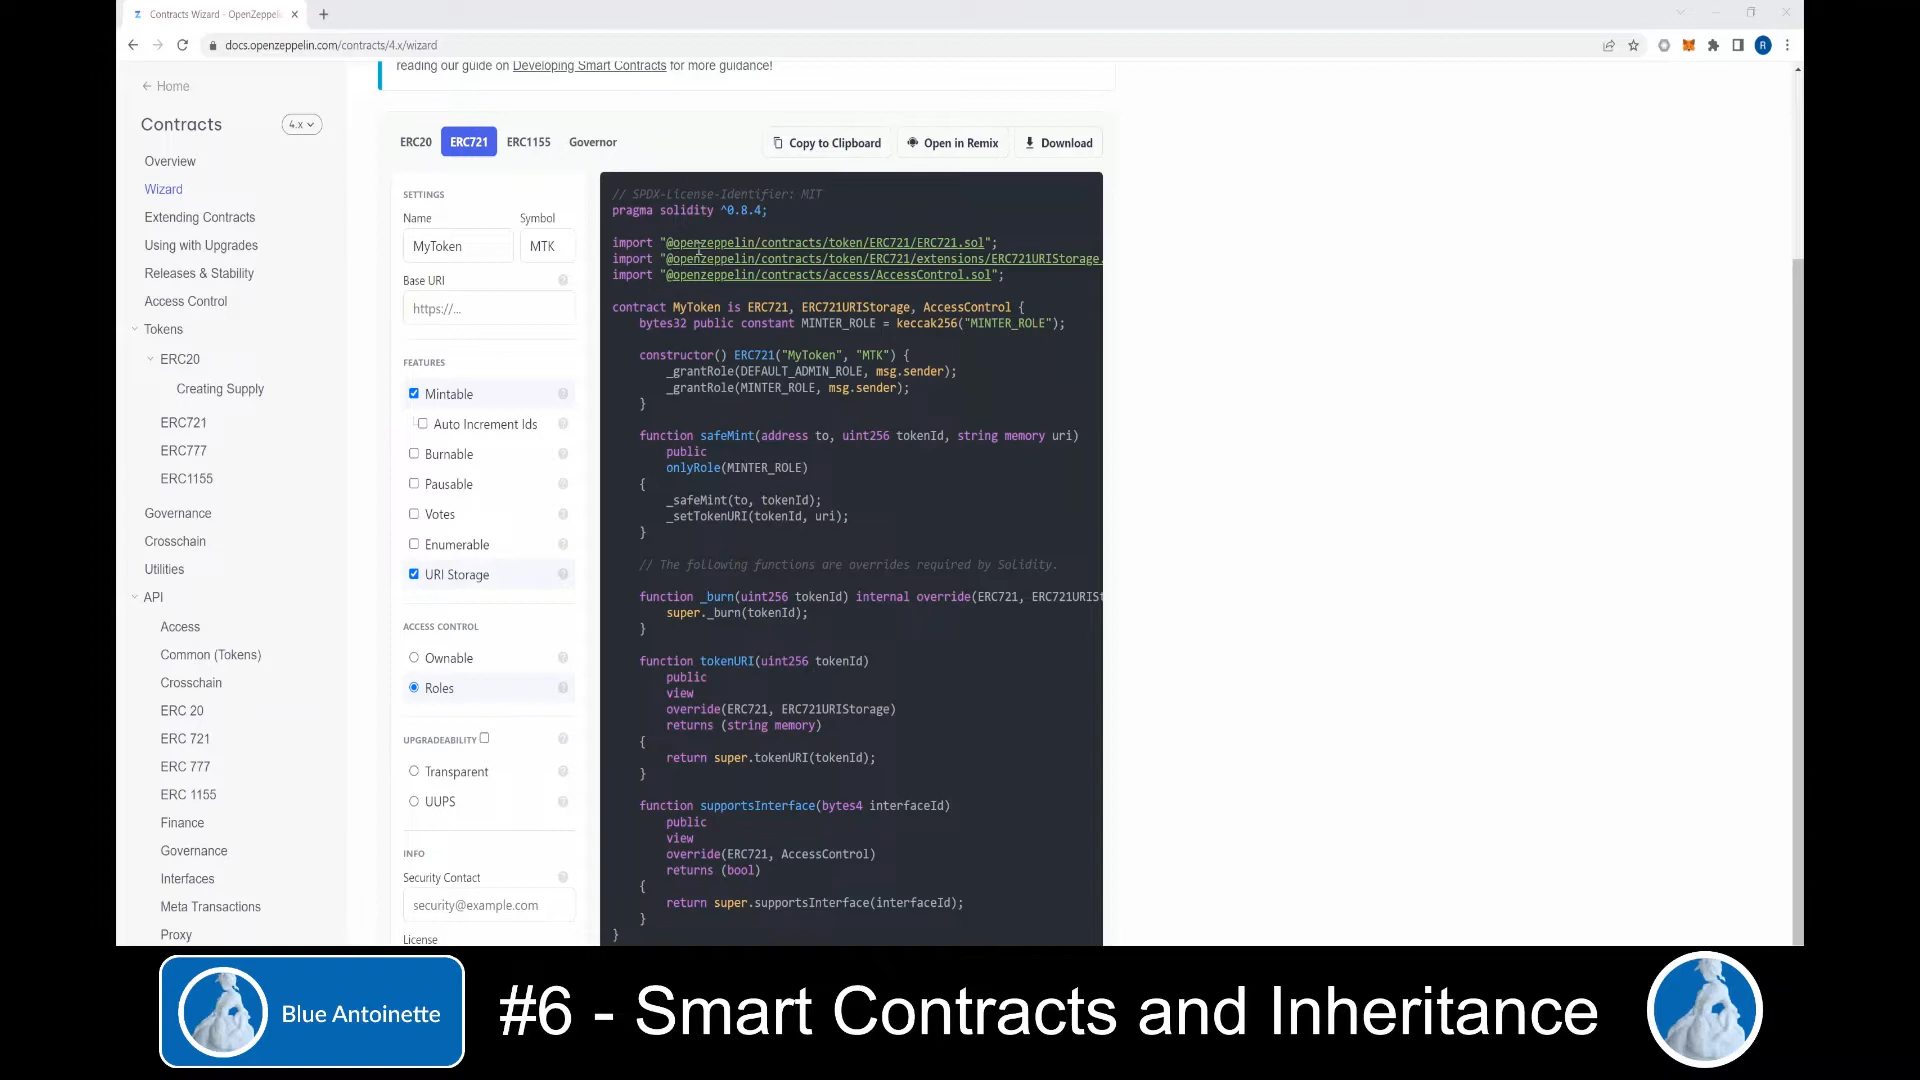 Contracts Wizard - OpenZeppeli
docs.openzeppelin.com/contracts/4.x/wizard
R
reading our guide on Developing Smart Contracts for more guidance!
← Home
Contracts
4.x
Overview
Wizard
Extending Contracts
Using with Upgrades
Releases & Stability
Access Control
Tokens
ERC20
Creating Supply
ERC721
ERC777
ERC1155
Governance
Crosschain
Utilities
API
Access
Common (Tokens)
Crosschain
ERC 20
ERC 721
ERC 777
ERC 1155
Finance
Governance
Interfaces
Meta Transactions
Proxy
ERC20 ERC721 ERC1155 Governor
Copy to Clipboard Open in Remix Download
SETTINGS
Name Symbol
MyToken MTK
Base URI ?
https://...
FEATURES
Mintable ?
Auto Increment Ids ?
Burnable ?
Pausable ?
Votes ?
Enumerable ?
URI Storage ?
ACCESS CONTROL
Ownable ?
Roles ?
UPGRADEABILITY ?
Transparent ?
UUPS ?
INFO
Security Contact ?
security@example.com
License
// SPDX-License-Identifier: MIT
pragma solidity ^0.8.4;
import "@openzeppelin/contracts/token/ERC721/ERC721.sol";
import "@openzeppelin/contracts/token/ERC721/extensions/ERC721URIStorage.
import "@openzeppelin/contracts/access/AccessControl.sol";
contract MyToken is ERC721, ERC721URIStorage, AccessControl {
bytes32 public constant MINTER_ROLE = keccak256("MINTER_ROLE");
constructor() ERC721("MyToken", "MTK") {
_grantRole(DEFAULT_ADMIN_ROLE, msg.sender);
_grantRole(MINTER_ROLE, msg.sender);
}
function safeMint(address to, uint256 tokenId, string memory uri)
public
onlyRole(MINTER_ROLE)
{
_safeMint(to, tokenId);
_setTokenURI(tokenId, uri);
}
// The following functions are overrides required by Solidity.
function _burn(uint256 tokenId) internal override(ERC721, ERC721URISt
super._burn(tokenId);
}
function tokenURI(uint256 tokenId)
public
view
override(ERC721, ERC721URIStorage)
returns (string memory)
{
return super.tokenURI(tokenId);
}
function supportsInterface(bytes4 interfaceId)
public
view
override(ERC721, AccessControl)
returns (bool)
{
return super.supportsInterface(interfaceId);
}
}
Blue Antoinette
#6 - Smart Contracts and Inheritance